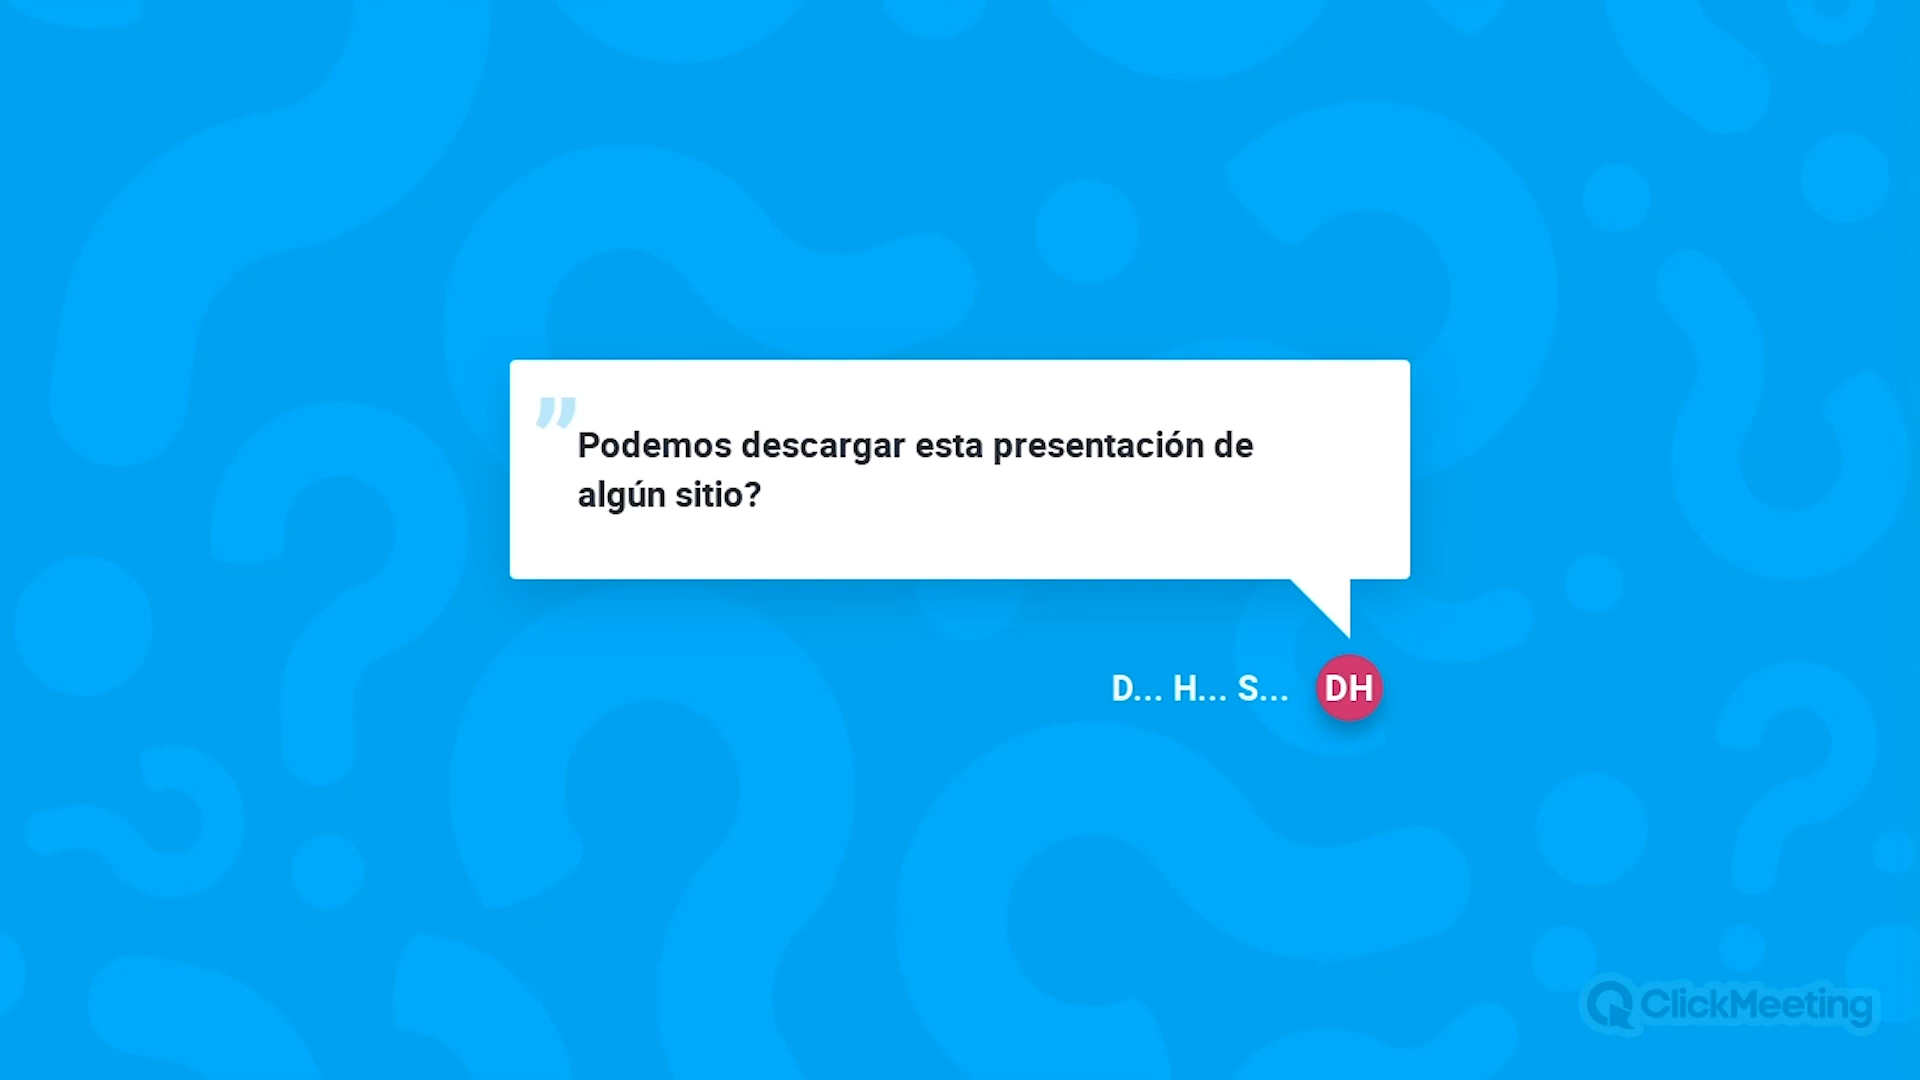 Podemos descargar esta presentación de
algún sitio?
D... H... S... DH
ClickMeeting